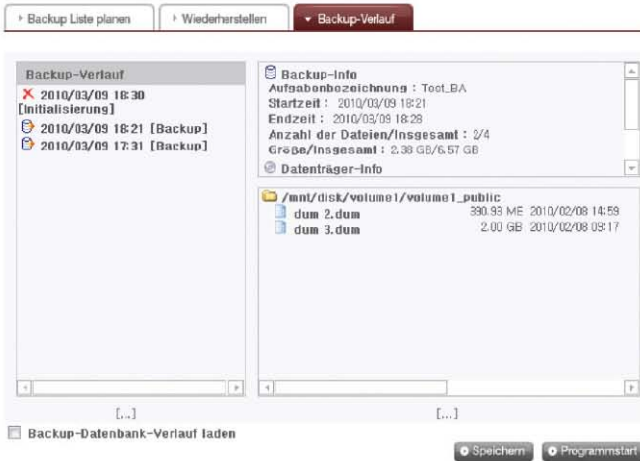 Backup Liste planen
Wiederherstellen
Backup-Verlauf
Backup-Verlauf
2010/03/09 18:30
[Initialisierung]
2010/03/09 18:21 [Backup]
2010/03/09 17:31 [Backup]
Backup-Info
Aufgabenbezeichnung : Test_BA
Startzeit : 2010/03/09 18:21
Endzeit : 2010/03/09 18:28
Anzahl der Dateien/Insgesamt : 2/4
Größe/Insgesamt : 2.38 GB/6.57 GB
Datenträger-Info
/mnt/disk/volume1/volume1_public
dum 2.dum 390.93 MB 2010/02/08 14:59
dum 3.dum 2.00 GB 2010/02/08 09:17
[...]
[...]
Backup-Datenbank-Verlauf laden
Speichern
Programmstart